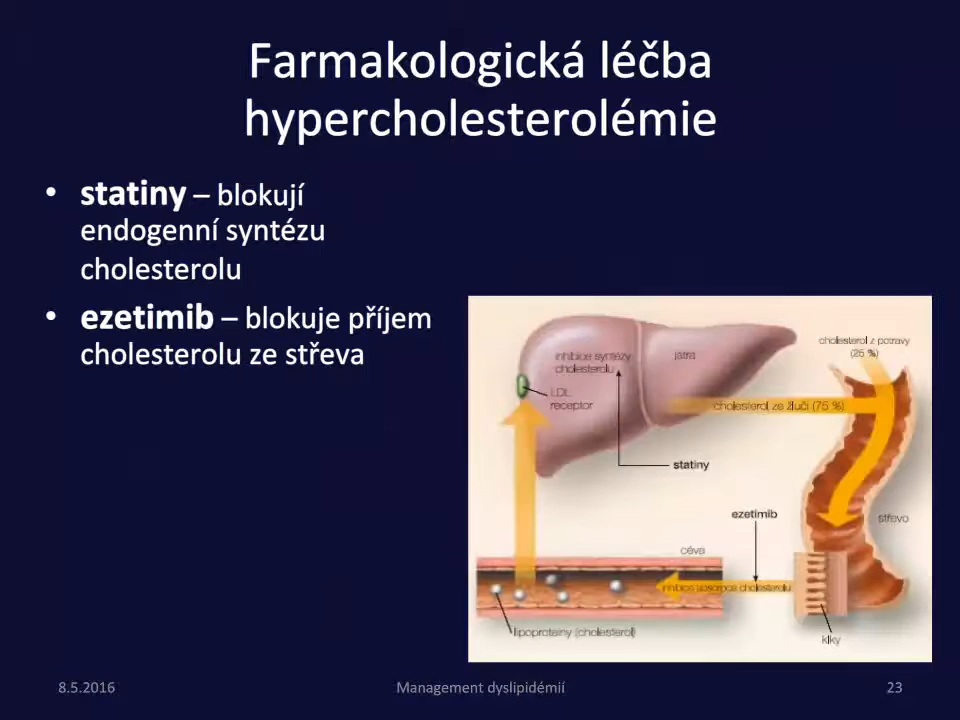 Farmakologická léčba
hypercholesterolémie
• statiny – blokují
endogenní syntézu
cholesterolu
• ezetimib – blokuje příjem
cholesterolu ze střeva
cholesterol z potravy
(25 %)
inhibice syntézy
cholesterolu
játra
LDL
receptor
cholesterol ze žluči (75 %)
statiny
ezetimib
střevo
céva
inhibice absorpce cholesterolu
lipoproteiny (cholesterol)
klky
8.5.2016
Management dyslipidémií
23